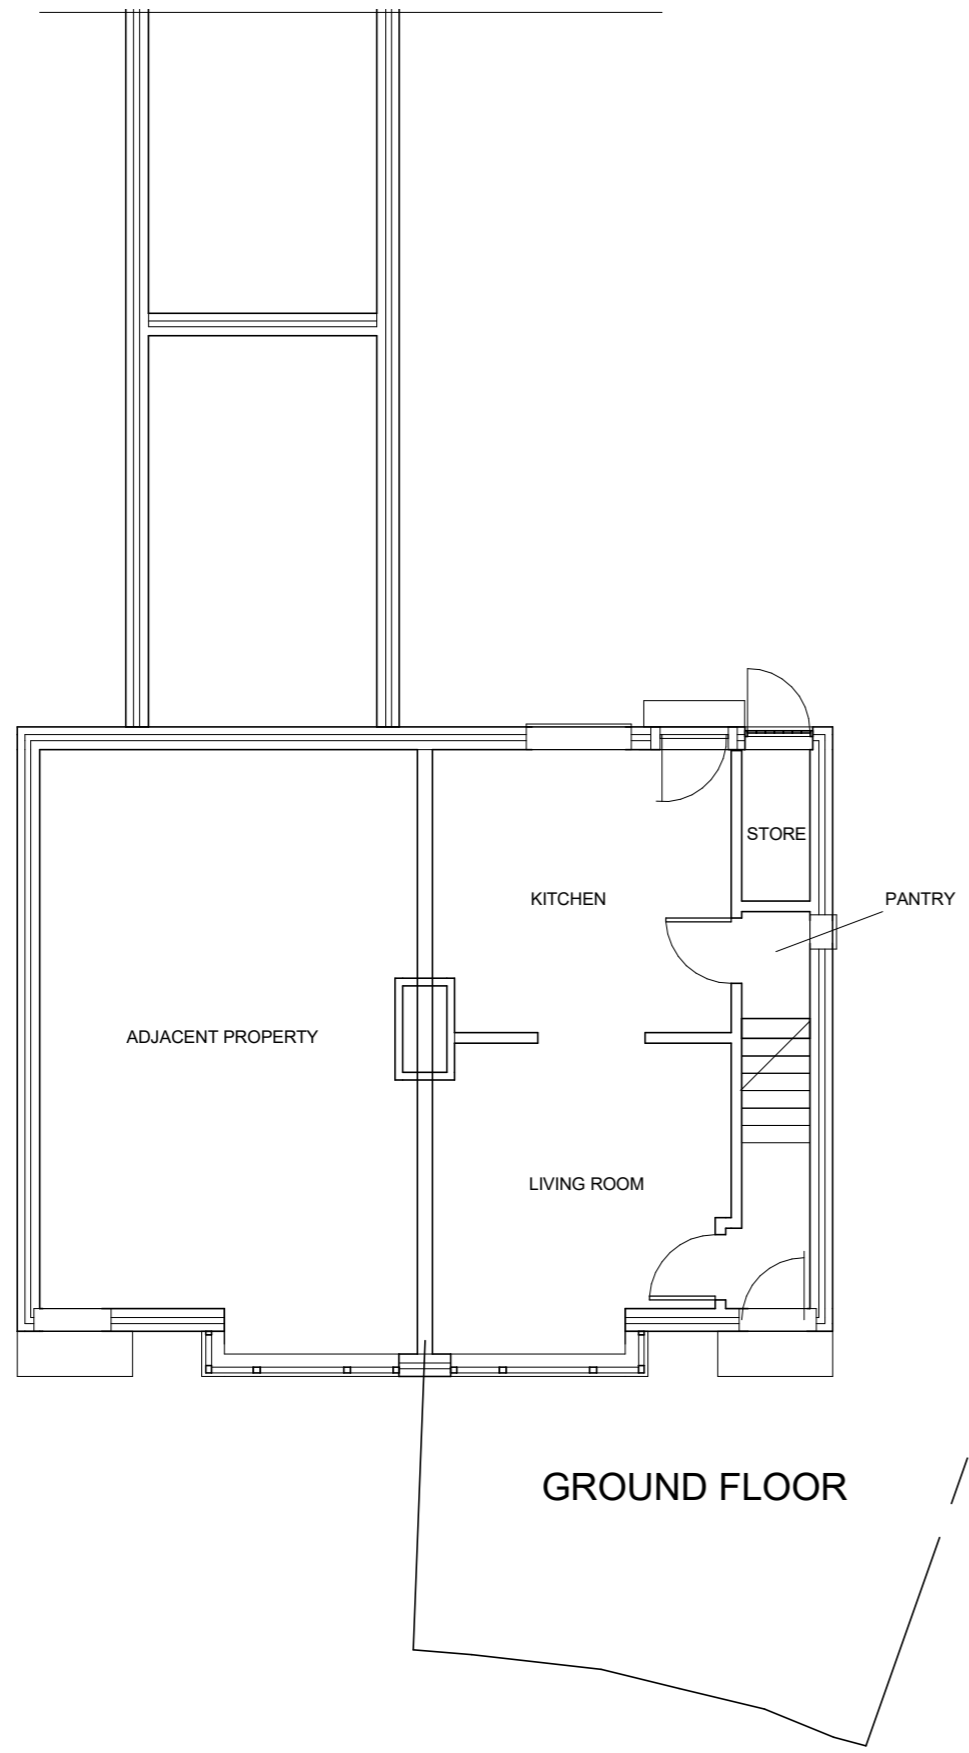 STORE
KITCHEN
PANTRY
ADJACENT PROPERTY
LIVING ROOM
GROUND FLOOR